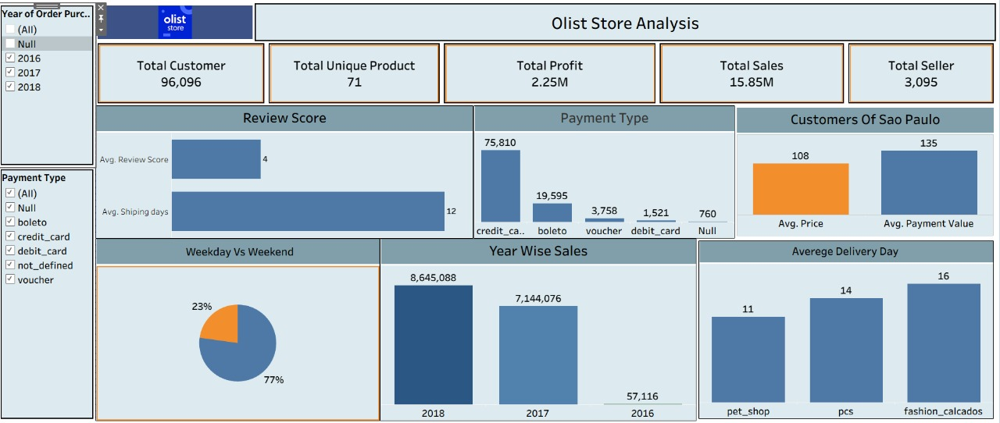 Year of Order Purc..
(All)
Null
2016
2017
2018
Payment Type
(All)
Null
boleto
credit_card
debit_card
not_defined
voucher
olist
store
Olist Store Analysis
Total Customer
96,096
Total Unique Product
71
Total Profit
2.25M
Total Sales
15.85M
Total Seller
3,095
Review Score
Avg. Review Score
4
Avg. Shiping days
12
Payment Type
75,810
19,595
3,758
1,521
760
credit_ca..
boleto
voucher
debit_card
Null
Customers Of Sao Paulo
108
135
Avg. Price
Avg. Payment Value
Weekday Vs Weekend
23%
77%
Year Wise Sales
8,645,088
7,144,076
57,116
2018
2017
2016
Averege Delivery Day
11
14
16
pet_shop
pcs
fashion_calcados